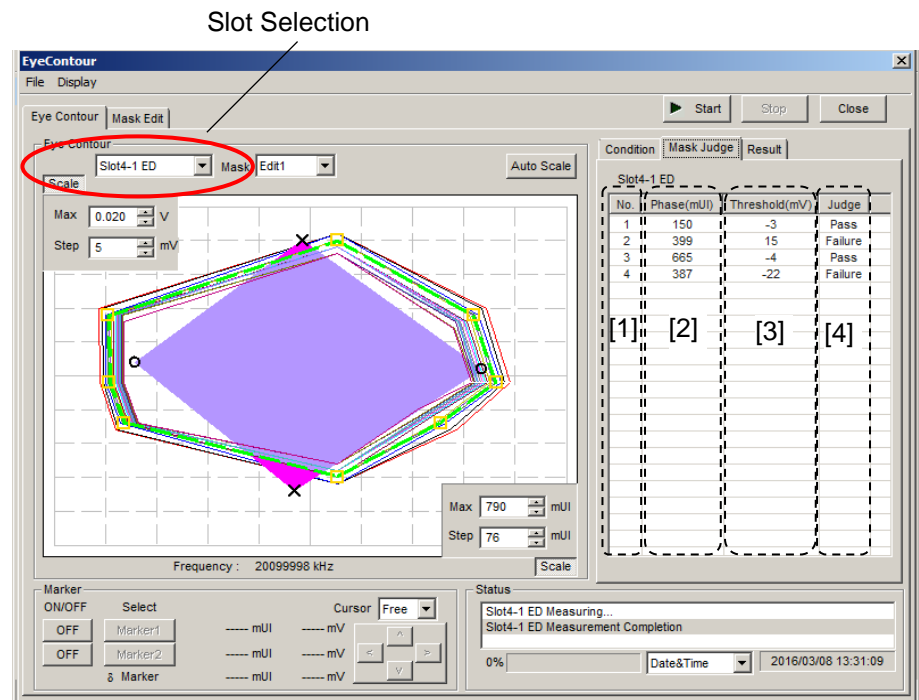 Slot Selection
EyeContour
File Display
Start Stop Close
Eye Contour Mask Edit
Eye Contour
Slot4-1 ED Mask Edit1 Auto Scale
Scale
Max 0.020 V
Step 5 mV
Condition Mask Judge Result
Slot4-1 ED
No. Phase(mUI) Threshold(mV) Judge
1 150 -3 Pass
2 399 15 Failure
3 665 -4 Pass
4 387 -22 Failure
[1] [2] [3] [4]
Max 790 mUI
Step 76 mUI
Frequency : 20099998 kHz Scale
Marker
ON/OFF Select Cursor Free
OFF Marker1 ----- mUI ----- mV
OFF Marker2 ----- mUI ----- mV
δ Marker ----- mUI ----- mV
Status
Slot4-1 ED Measuring...
Slot4-1 ED Measurement Completion
0% Date&Time 2016/03/08 13:31:09